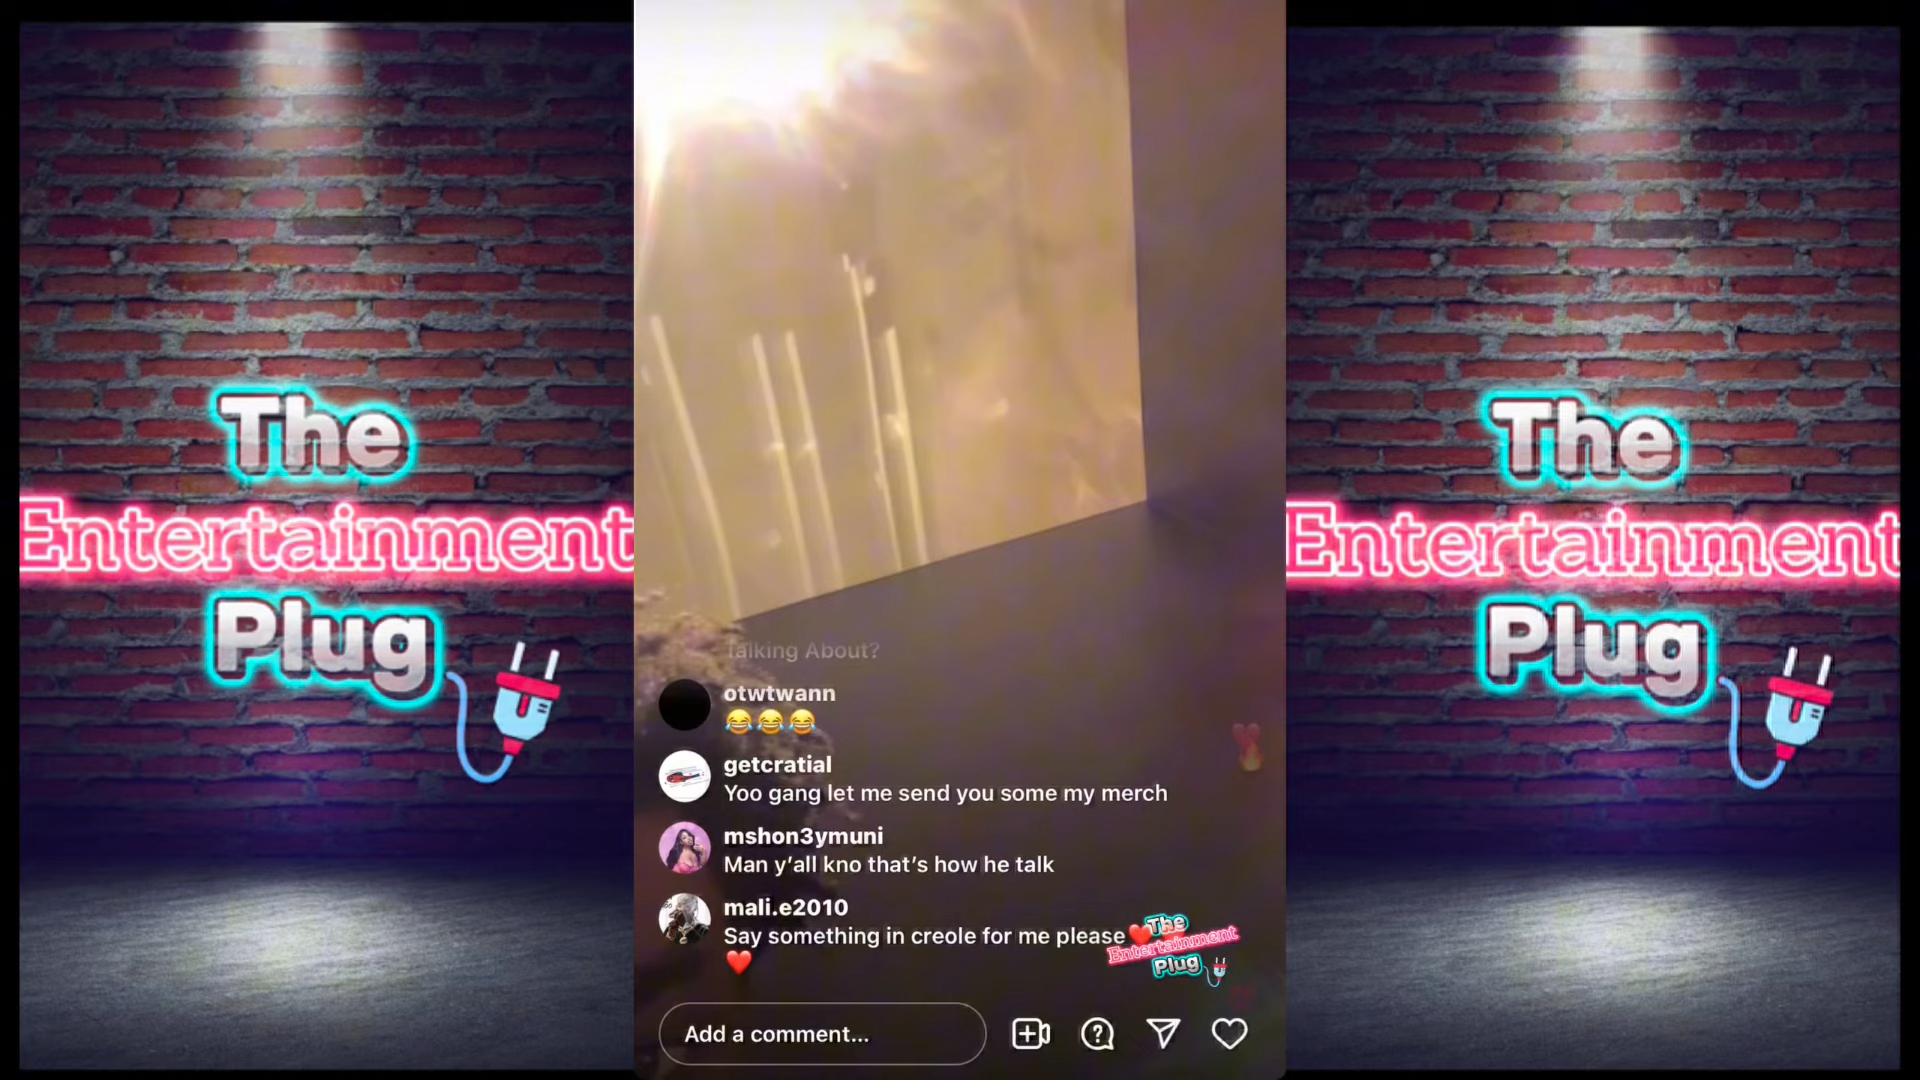 The
Entertainment
Plug
Talking About?
otwtwann
😂😂😂
getcratial
Yoo gang let me send you some my merch
mshon3ymuni
Man y’all kno that’s how he talk
mali.e2010
Say something in creole for me please❤️
❤️
The
Entertainment
Plug
Add a comment...
The
Entertainment
Plug